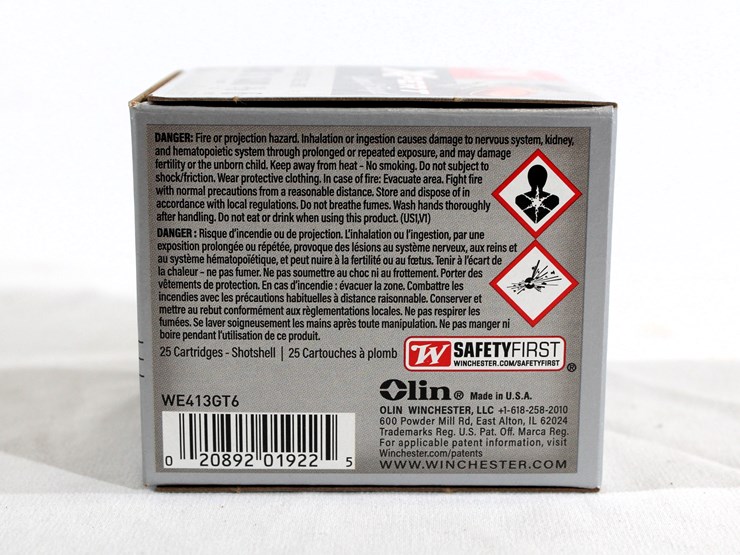 DANGER: Fire or projection hazard. Inhalation or ingestion causes damage to nervous system, kidney,
and hematopoietic system through prolonged or repeated exposure, and may damage
fertility or the unborn child. Keep away from heat – No smoking. Do not subject to
shock/friction. Wear protective clothing. In case of fire: Evacuate area. Fight fire
with normal precautions from a reasonable distance. Store and dispose of in
accordance with local regulations. Do not breathe fumes. Wash hands thoroughly
after handling. Do not eat or drink when using this product. (US1,V1)
DANGER : Risque d'incendie ou de projection. L'inhalation ou l'ingestion, par une
exposition prolongée ou répétée, provoque des lésions au système nerveux, aux reins et
au système hématopoïétique, et peut nuire à la fertilité ou au fœtus. Tenir à l'écart de
la chaleur – ne pas fumer. Ne pas soumettre au choc ni au frottement. Porter des
vêtements de protection. En cas d'incendie : évacuer la zone. Combattre les
incendies avec les précautions habituelles à distance raisonnable. Conserver et
mettre au rebut conformément aux règlementations locales. Ne pas respirer les
fumées. Se laver soigneusement les mains après toute manipulation. Ne pas manger ni
boire pendant l'utilisation de ce produit.
25 Cartridges - Shotshell | 25 Cartouches à plomb
W SAFETYFIRST
WINCHESTER.COM/SAFETYFIRST ®
WE413GT6
0 20892 01922 5
Olin® Made in U.S.A.
OLIN WINCHESTER, LLC +1-618-258-2010
600 Powder Mill Rd, East Alton, IL 62024
Trademarks Reg. U.S. Pat. Off. Marca Reg.
For applicable patent information, visit
Winchester.com/patents
WWW.WINCHESTER.COM